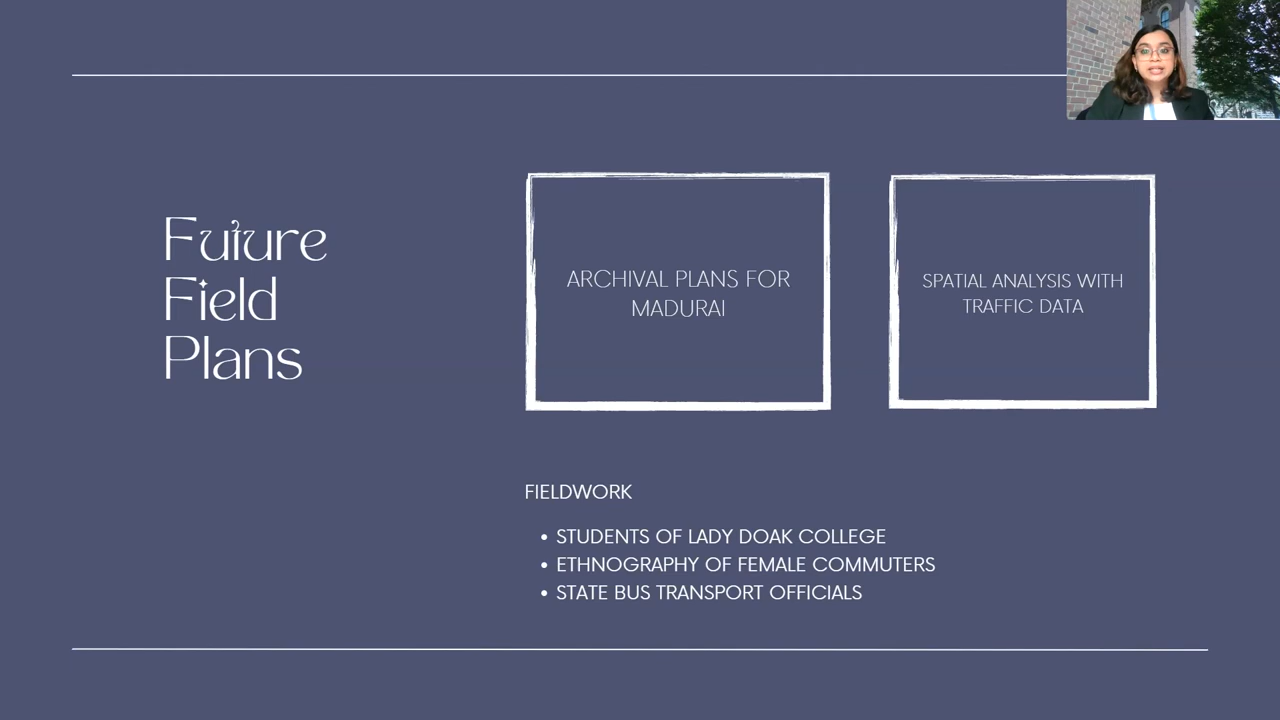 Future
Field
Plans
ARCHIVAL PLANS FOR
MADURAI
SPATIAL ANALYSIS WITH
TRAFFIC DATA
FIELDWORK
• STUDENTS OF LADY DOAK COLLEGE
• ETHNOGRAPHY OF FEMALE COMMUTERS
• STATE BUS TRANSPORT OFFICIALS